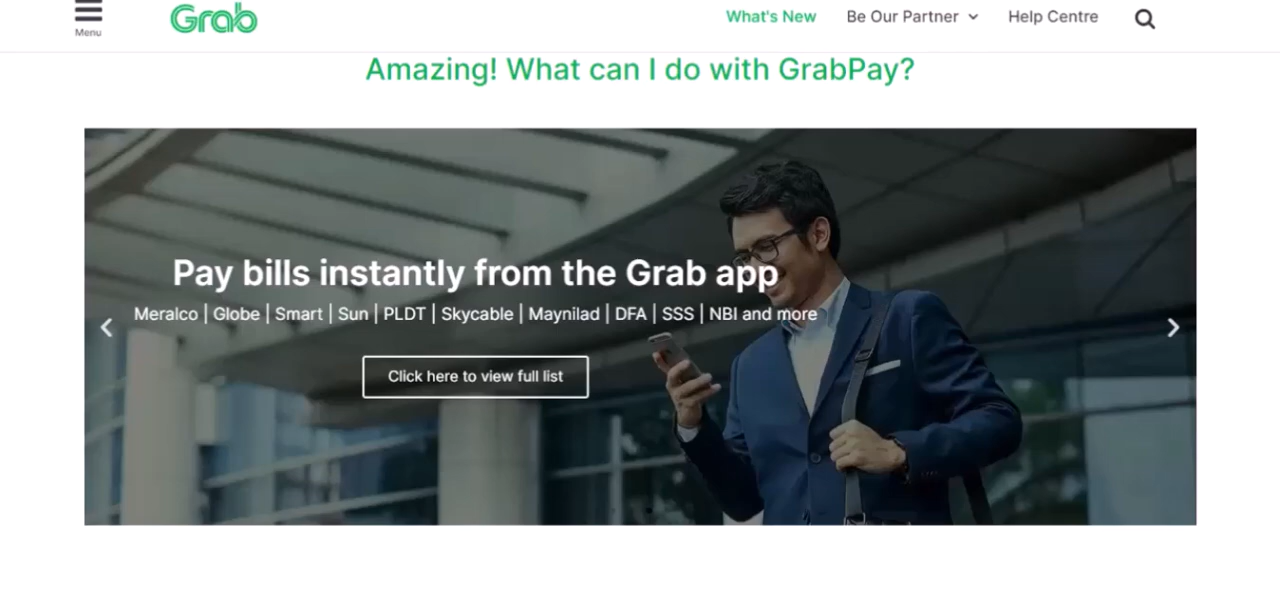 Menu
Grab
What's New
Be Our Partner
Help Centre
Amazing! What can I do with GrabPay?
Pay bills instantly from the Grab app
Meralco | Globe | Smart | Sun | PLDT | Skycable | Maynilad | DFA | SSS | NBI and more
Click here to view full list